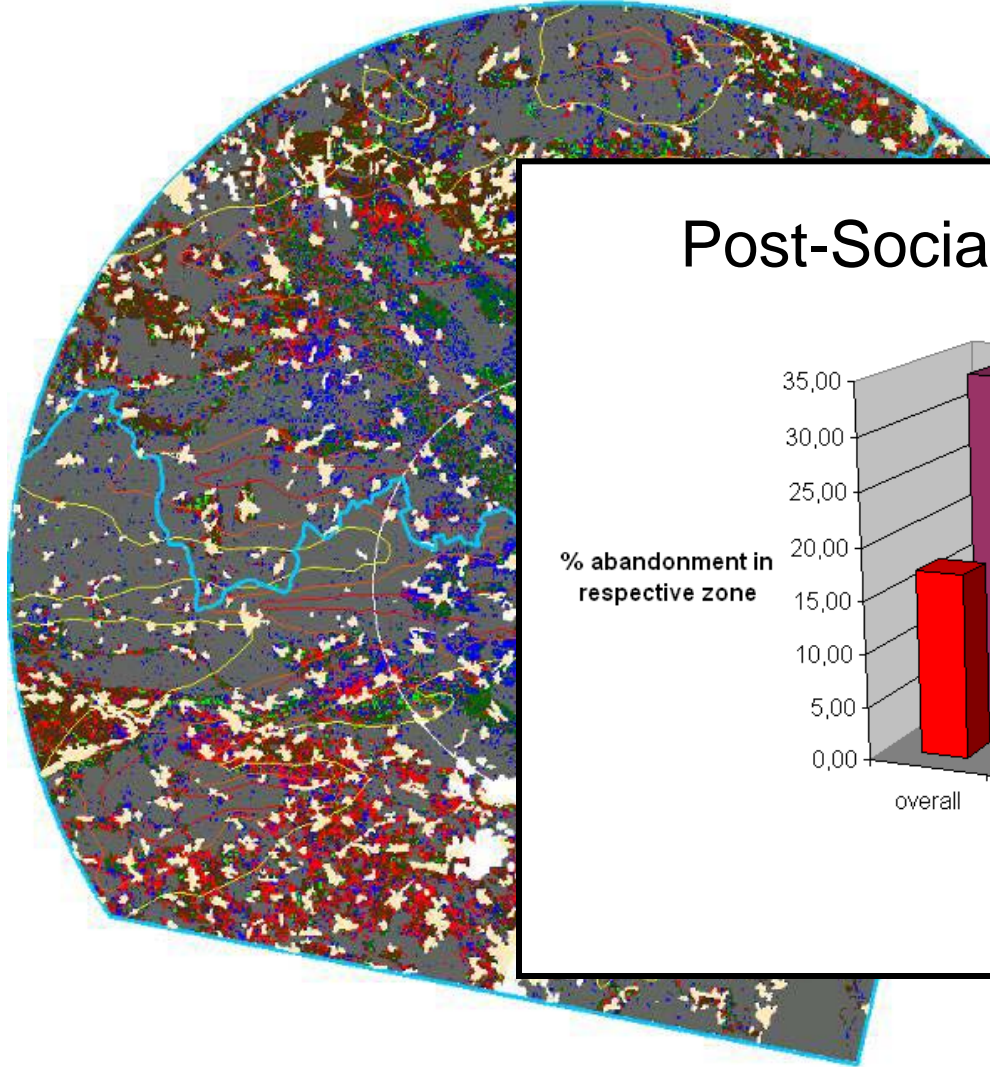 Post-Socia
35,00
30,00
25,00
20,00
% abandonment in
respective zone
15,00
10,00
5,00
0,00
overall